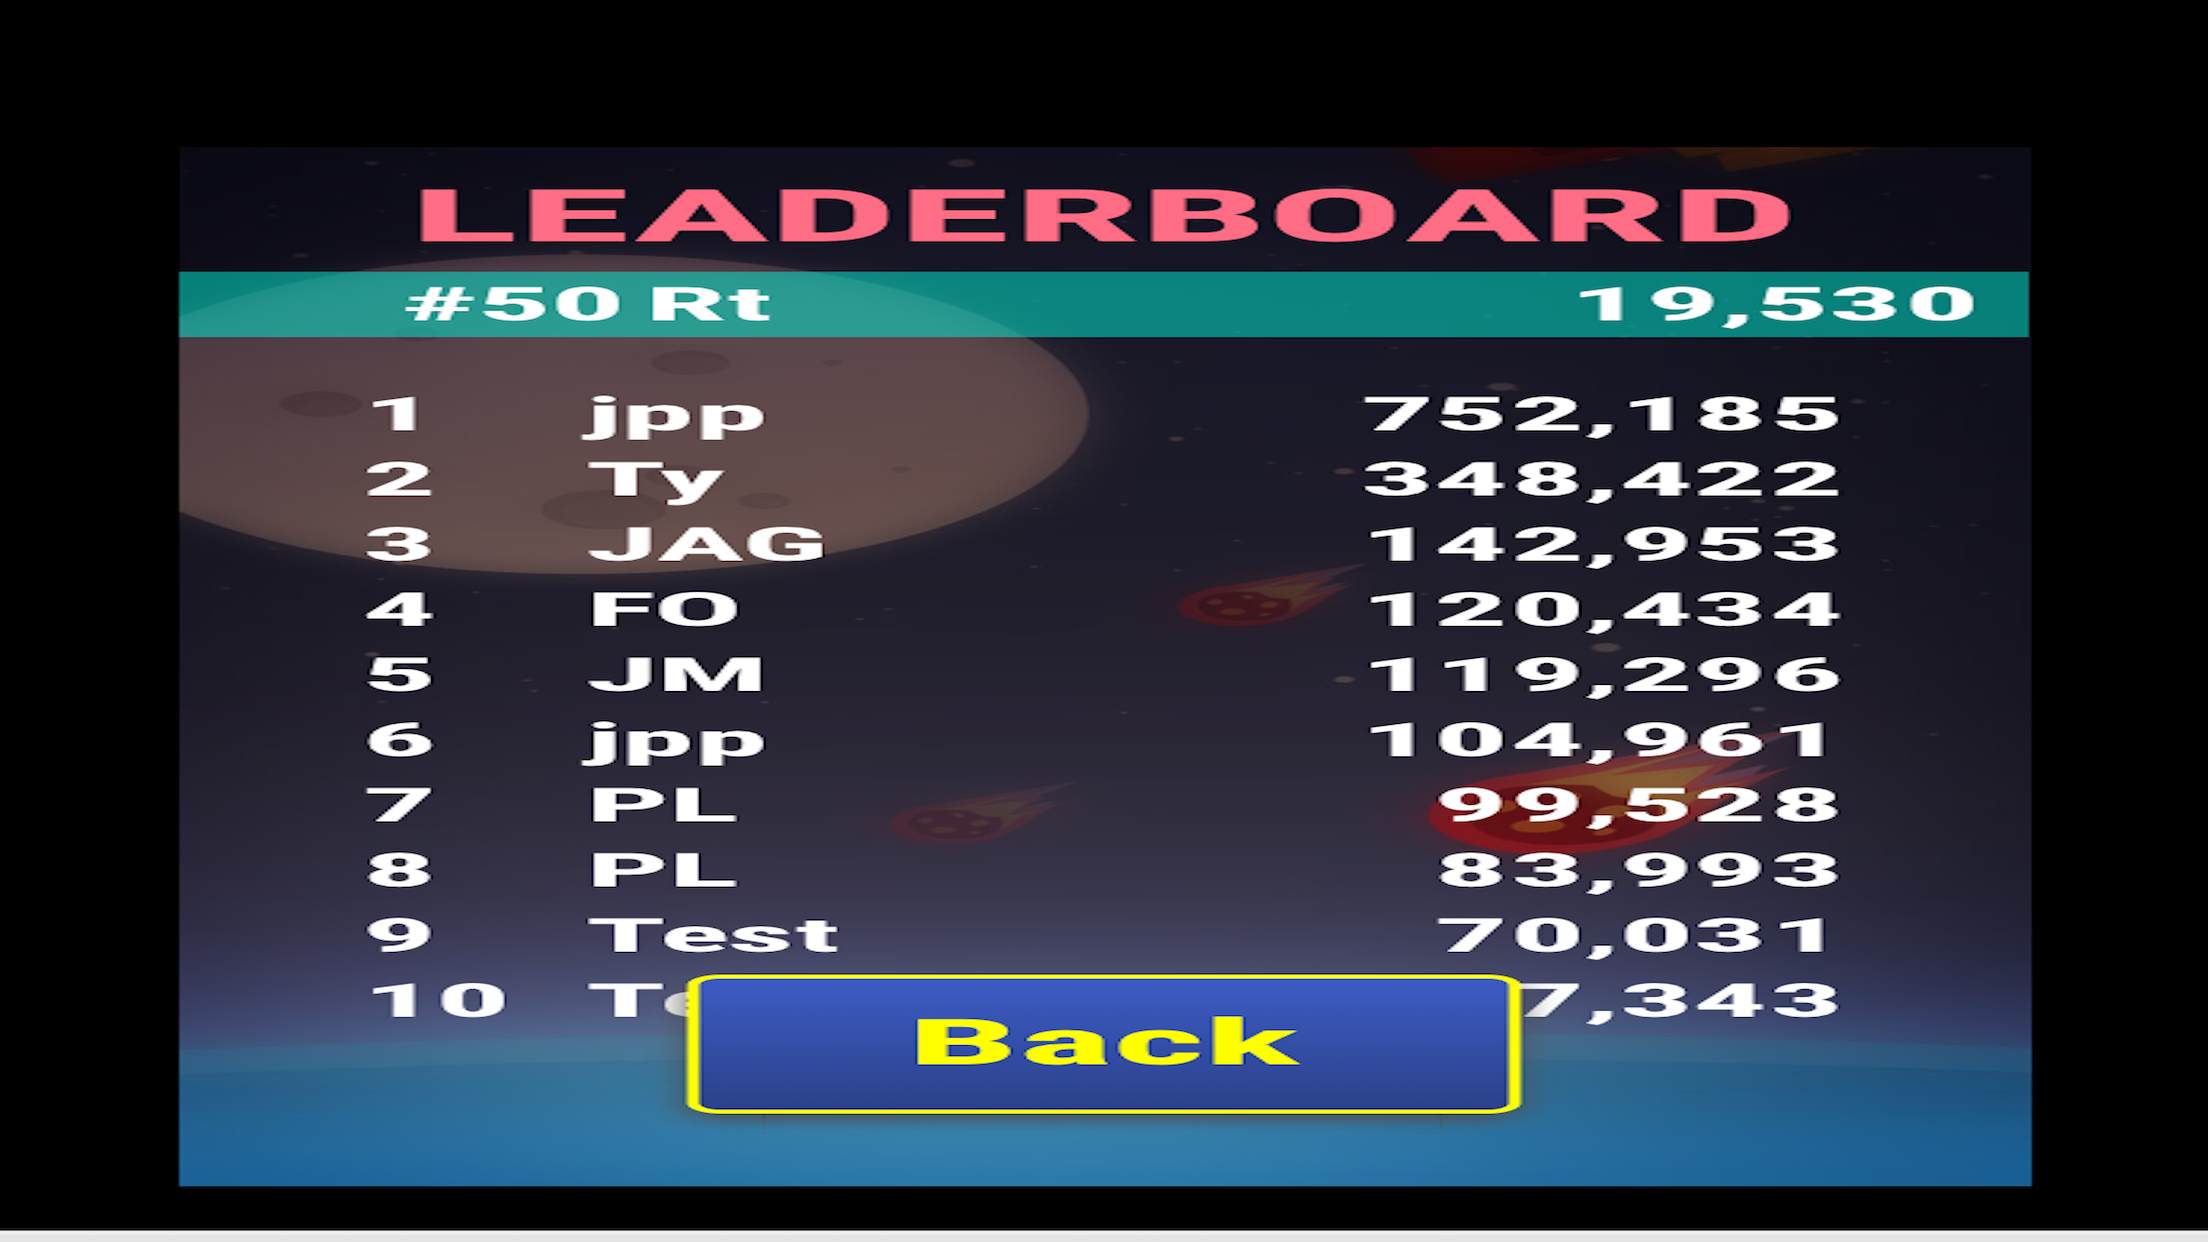 LEADERBOARD
#50 Rt 19,530
1 jpp 752,185
2 Ty 348,422
3 JAG 142,953
4 FO 120,434
5 JM 119,296
6 jpp 104,961
7 PL 99,528
8 PL 83,993
9 Test 70,031
10
Back